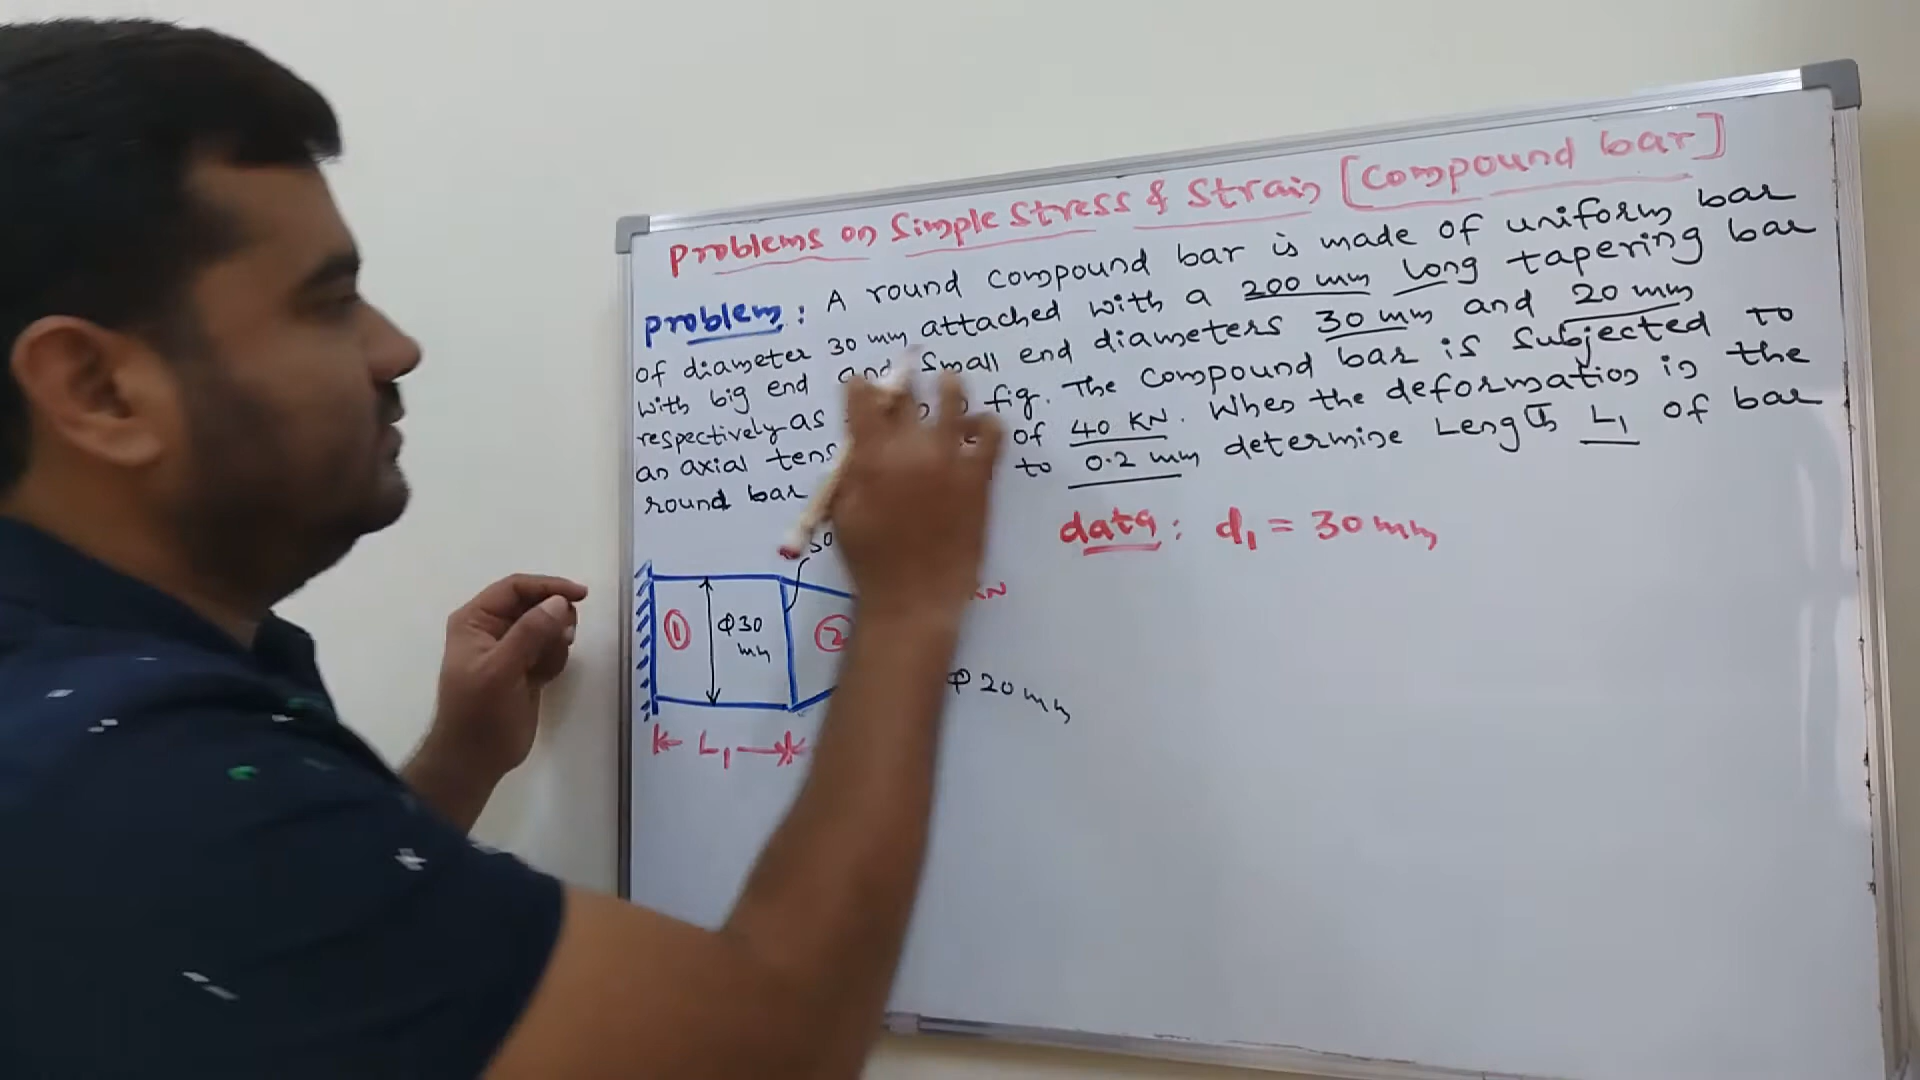 Problems on Simple Stress & Strain [Compound bar]
Problem: A round compound bar is made of uniform bar
of diameter 30 mm attached with a 200 mm long tapering bar
with big end and small end diameters 30 mm and 20 mm
respectively as fig. The compound bar is subjected to
an axial of 40 KN. When the deformation in the
round bar to 0.2 mm determine Length L1 of bar
data: d1 = 30 mm
KN
① Φ30 ②
mm
Φ 20 mm
L1